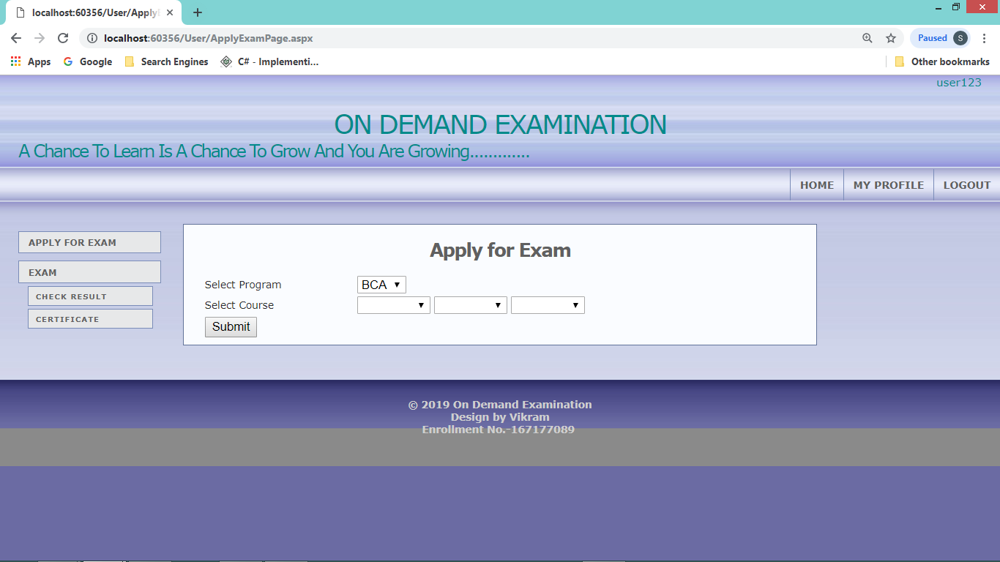 localhost:60356/User/Apply
localhost:60356/User/ApplyExamPage.aspx
Paused S
Apps Google Search Engines C# - Implementi... Other bookmarks
user123
ON DEMAND EXAMINATION
A Chance To Learn Is A Chance To Grow And You Are Growing.............
HOME MY PROFILE LOGOUT
APPLY FOR EXAM
EXAM
CHECK RESULT
CERTIFICATE
Apply for Exam
Select Program BCA
Select Course
Submit
© 2019 On Demand Examination
Design by Vikram
Enrollment No.-167177089